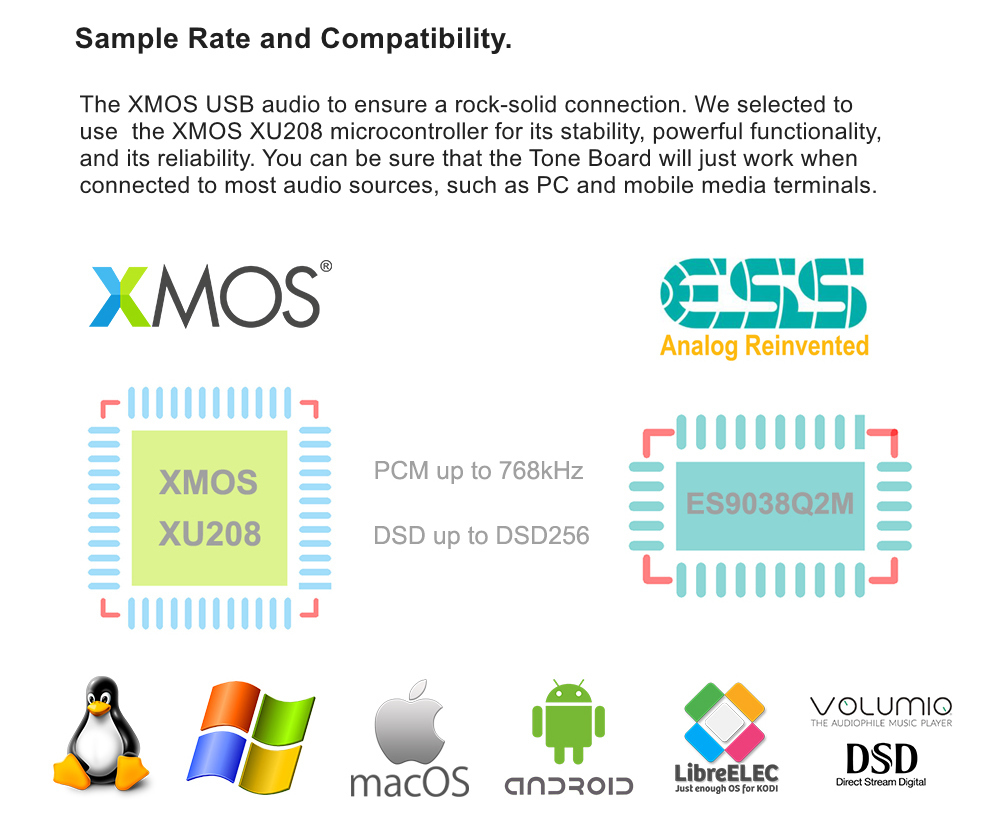 Sample Rate and Compatibility.
The XMOS USB audio to ensure a rock-solid connection. We selected to
use  the XMOS XU208 microcontroller for its stability, powerful functionality,
and its reliability. You can be sure that the Tone Board will just work when
connected to most audio sources, such as PC and mobile media terminals.
XMOS®
ESS
Analog Reinvented
XMOS
XU208
PCM up to 768kHz
DSD up to DSD256
ES9038Q2M
macOS
ANDROID
LibreELEC
Just enough OS for KODI
VOLUMIO
THE AUDIOPHILE MUSIC PLAYER
DSD
Direct Stream Digital